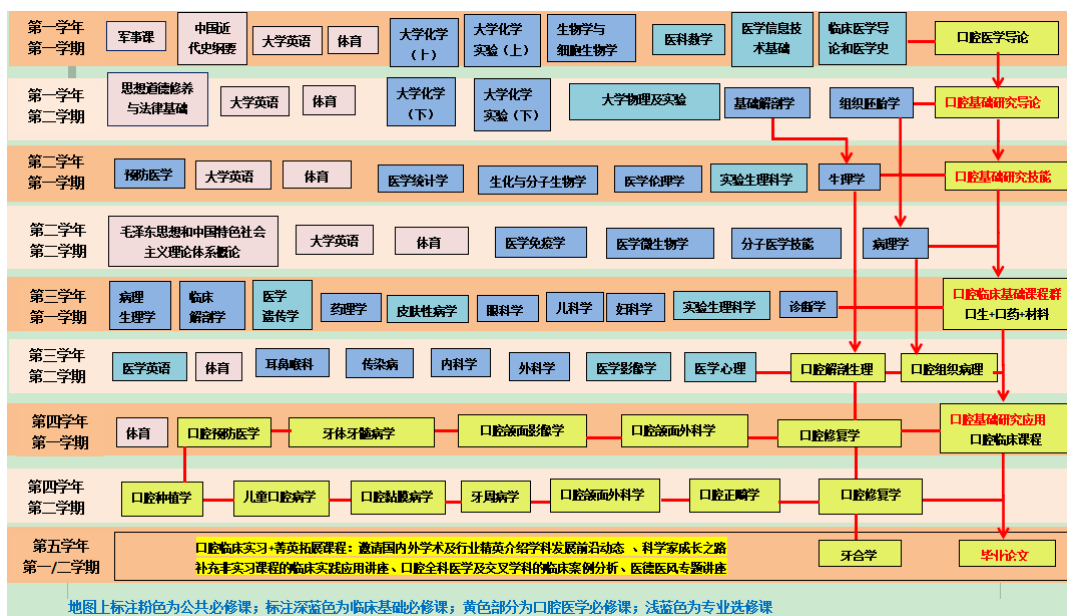 第一学年
第一学期
军事课
中国近
代史纲要
大学英语
体育
大学化学
（上）
大学化学
实验（上）
生物学与
细胞生物学
医科数学
医学信息技
术基础
临床医学导
论和医学史
口腔医学导论
第一学年
第二学期
思想道德修养
与法律基础
大学英语
体育
大学化学
（下）
大学化学
实验（下）
大学物理及实验
基础解剖学
组织胚胎学
口腔基础研究导论
第二学年
第一学期
预防医学
大学英语
体育
医学统计学
生化与分子生物学
医学伦理学
实验生理科学
生理学
口腔基础研究技能
第二学年
第二学期
毛泽东思想和中国特色社会
主义理论体系概论
大学英语
体育
医学免疫学
医学微生物学
分子医学技能
病理学
第三学年
第一学期
病理
生理学
临床
解剖学
医学
遗传学
药理学
皮肤性病学
眼科学
儿科学
妇科学
实验生理科学
诊断学
口腔临床基础课程群
口生+口药+材料
第三学年
第二学期
医学英语
体育
耳鼻喉科
传染病
内科学
外科学
医学影像学
医学心理
口腔解剖生理
口腔组织病理
第四学年
第一学期
体育
口腔预防医学
牙体牙髓病学
口腔颌面影像学
口腔颌面外科学
口腔修复学
口腔基础研究应用
口腔临床课程
第四学年
第二学期
口腔种植学
儿童口腔病学
口腔黏膜病学
牙周病学
口腔颌面外科学
口腔正畸学
口腔修复学
第五学年
第一/二学期
口腔临床实习+菁英拓展课程：邀请国内外学术及行业精英介绍学科发展前沿动态 、科学家成长之路
补充非实习课程的临床实践应用讲座、口腔全科医学及交叉学科的临床案例分析、医德医风专题讲座
牙合学
毕业论文
地图上标注粉色为公共必修课；标注深蓝色为临床基础必修课；黄色部分为口腔医学必修课；浅蓝色为专业选修课